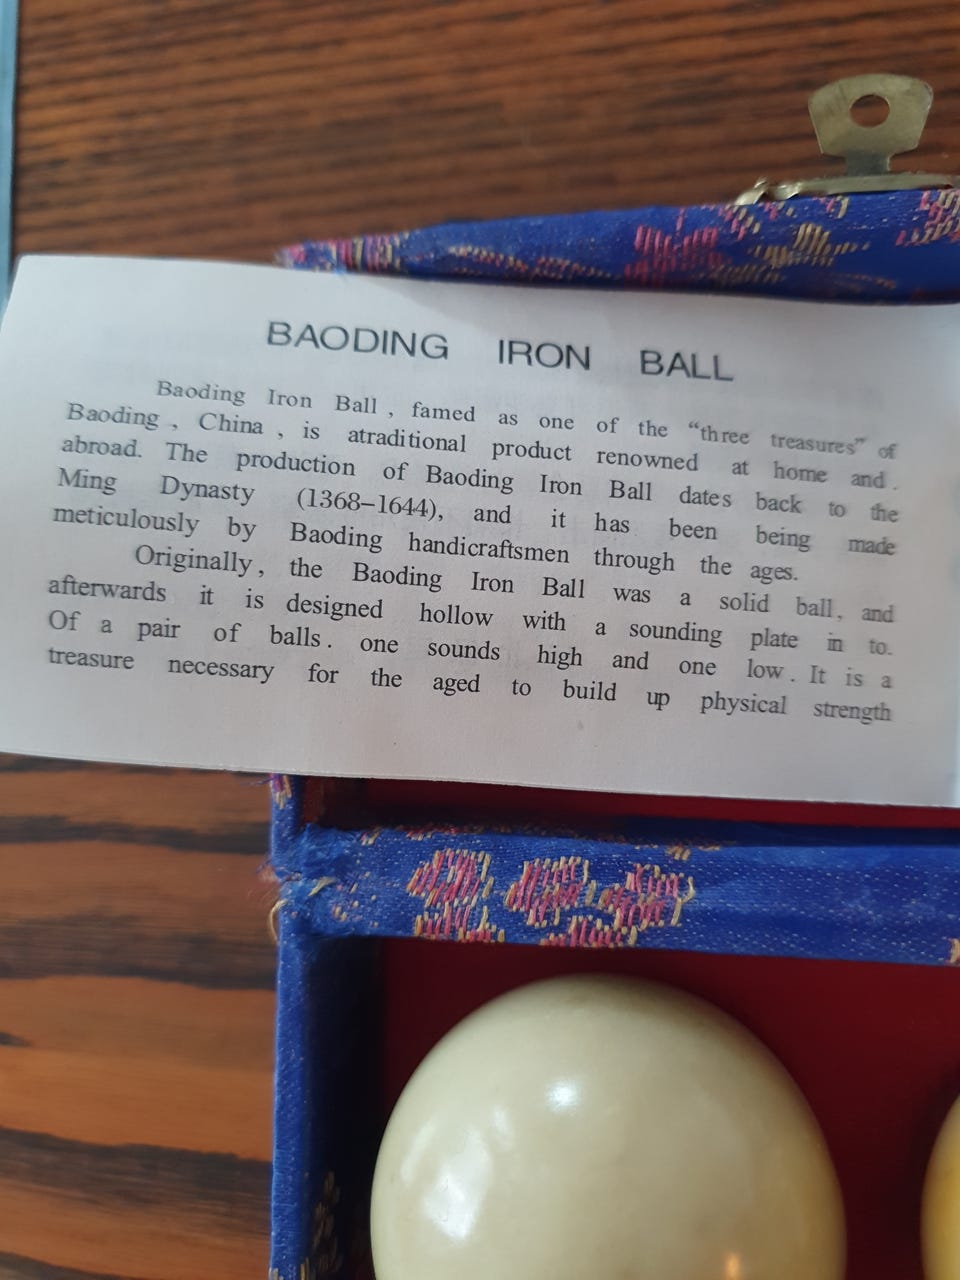 BAODING IRON BALL
Baoding Iron Ball , famed as one of the “three treasures” of
Baoding , China , is atraditional product renowned at home and .
abroad. The production of Baoding Iron Ball dates back to the
Ming Dynasty (1368–1644), and it has been being made
meticulously by Baoding handicraftsmen through the ages.
Originally, the Baoding Iron Ball was a solid ball, and
afterwards it is designed hollow with a sounding plate in to.
Of a pair of balls. one sounds high and one low. It is a
treasure necessary for the aged to build up physical strength